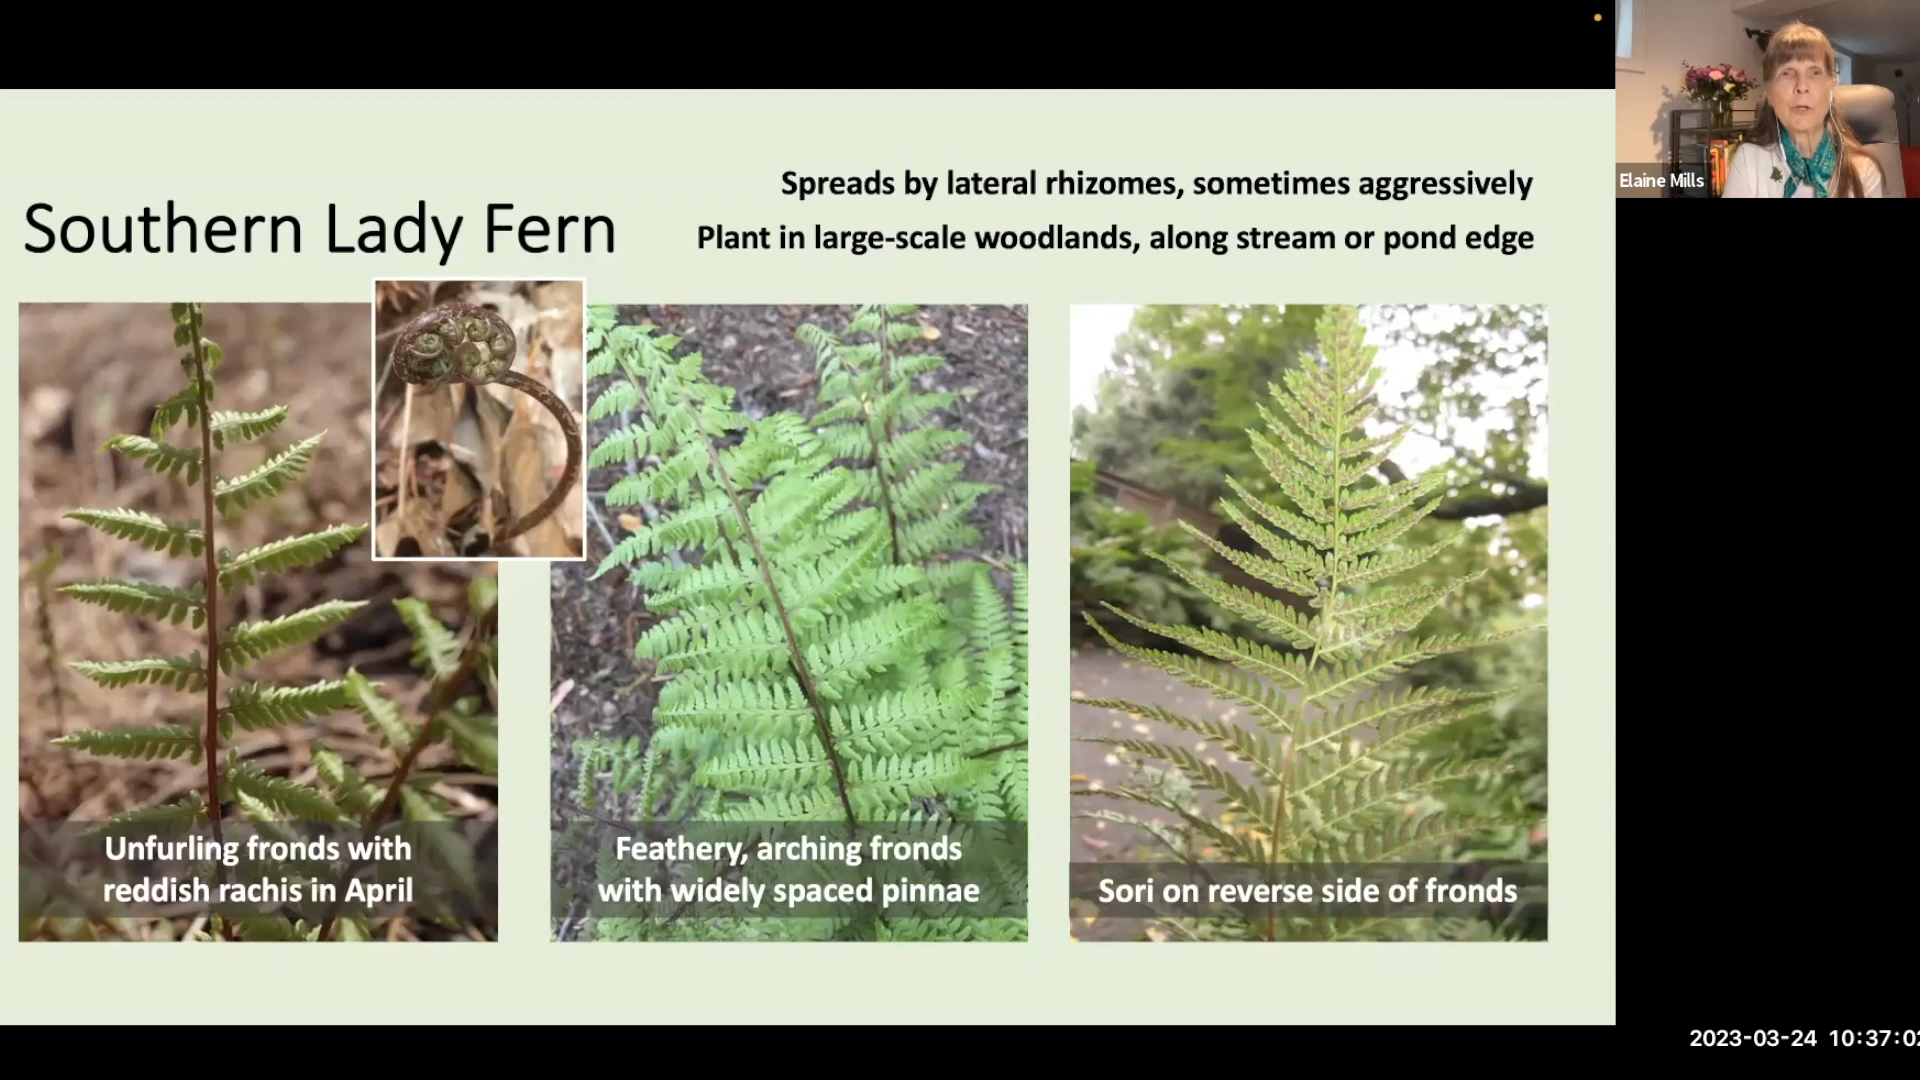 Southern Lady Fern
Spreads by lateral rhizomes, sometimes aggressively
Plant in large-scale woodlands, along stream or pond edge
Unfurling fronds with
reddish rachis in April
Feathery, arching fronds
with widely spaced pinnae
Sori on reverse side of fronds
Elaine Mills
2023-03-24 10:37:02